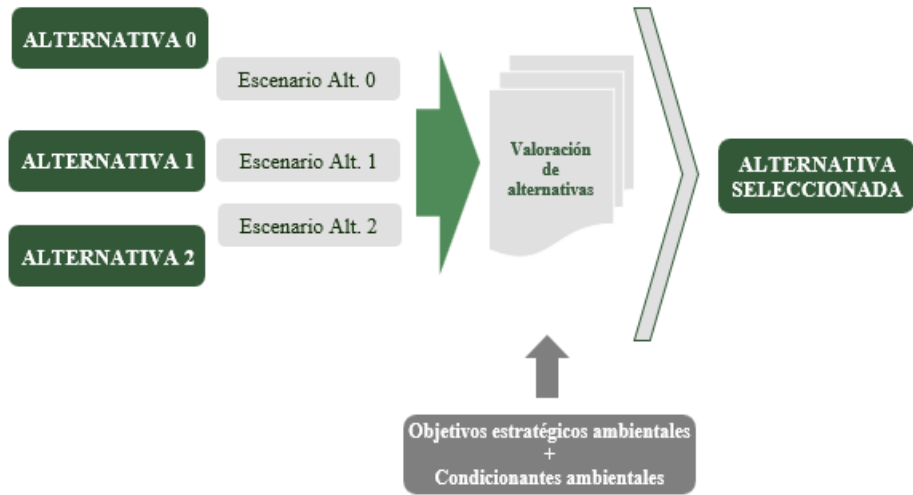 ALTERNATIVA 0
Escenario Alt. 0
ALTERNATIVA 1
Escenario Alt. 1
Escenario Alt. 2
ALTERNATIVA 2
Valoración
de
alternativas
ALTERNATIVA
SELECCIONADA
Objetivos estratégicos ambientales
+
Condicionantes ambientales